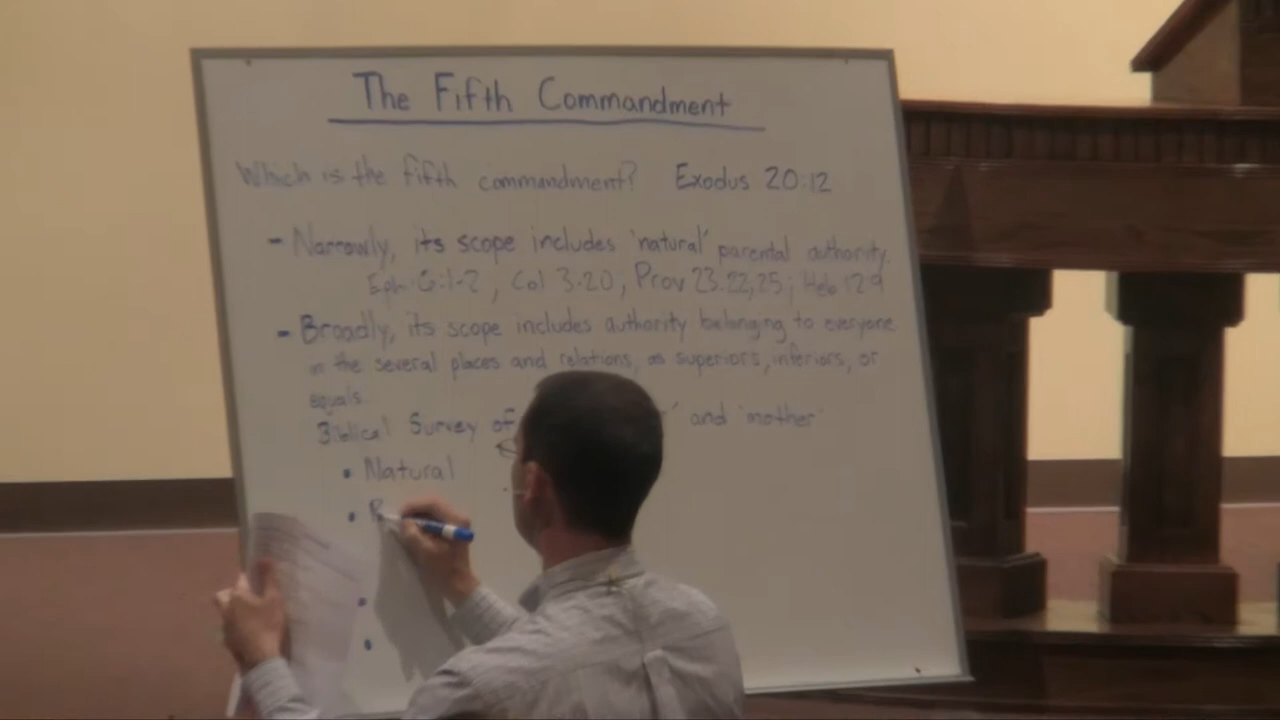 The Fifth Commandment
Which is the fifth commandment? Exodus 20:12
- Narrowly, its scope includes 'natural' parental authority.
Eph. 6:1-2, Col 3:20; Prov 23:22,25; Heb 12:9
- Broadly, its scope includes authority belonging to everyone
in the several places and relations, as superiors, inferiors, or
equals.
Biblical Survey of ' and 'mother'
• Natural
•
•
•